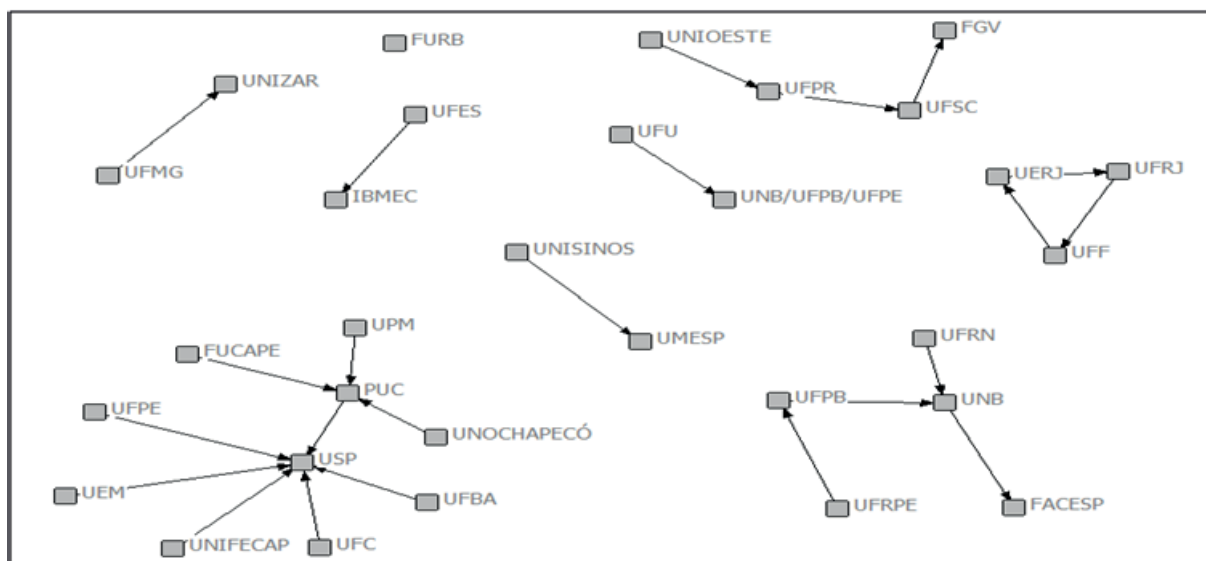 FURB
UNIOESTE
FGV
UNIZAR
UFPR
UFSC
UFES
UFU
UFMG
IBMEC
UNB/UFPB/UFPE
UERJ
UFRJ
UNISINOS
UFF
UPM
UMESP
UFRN
FUCAPE
PUC
UFPB
UNB
UFPE
UNOCHAPECÓ
USP
UEM
UFBA
UFRPE
FACESP
UNIFECAP
UFC